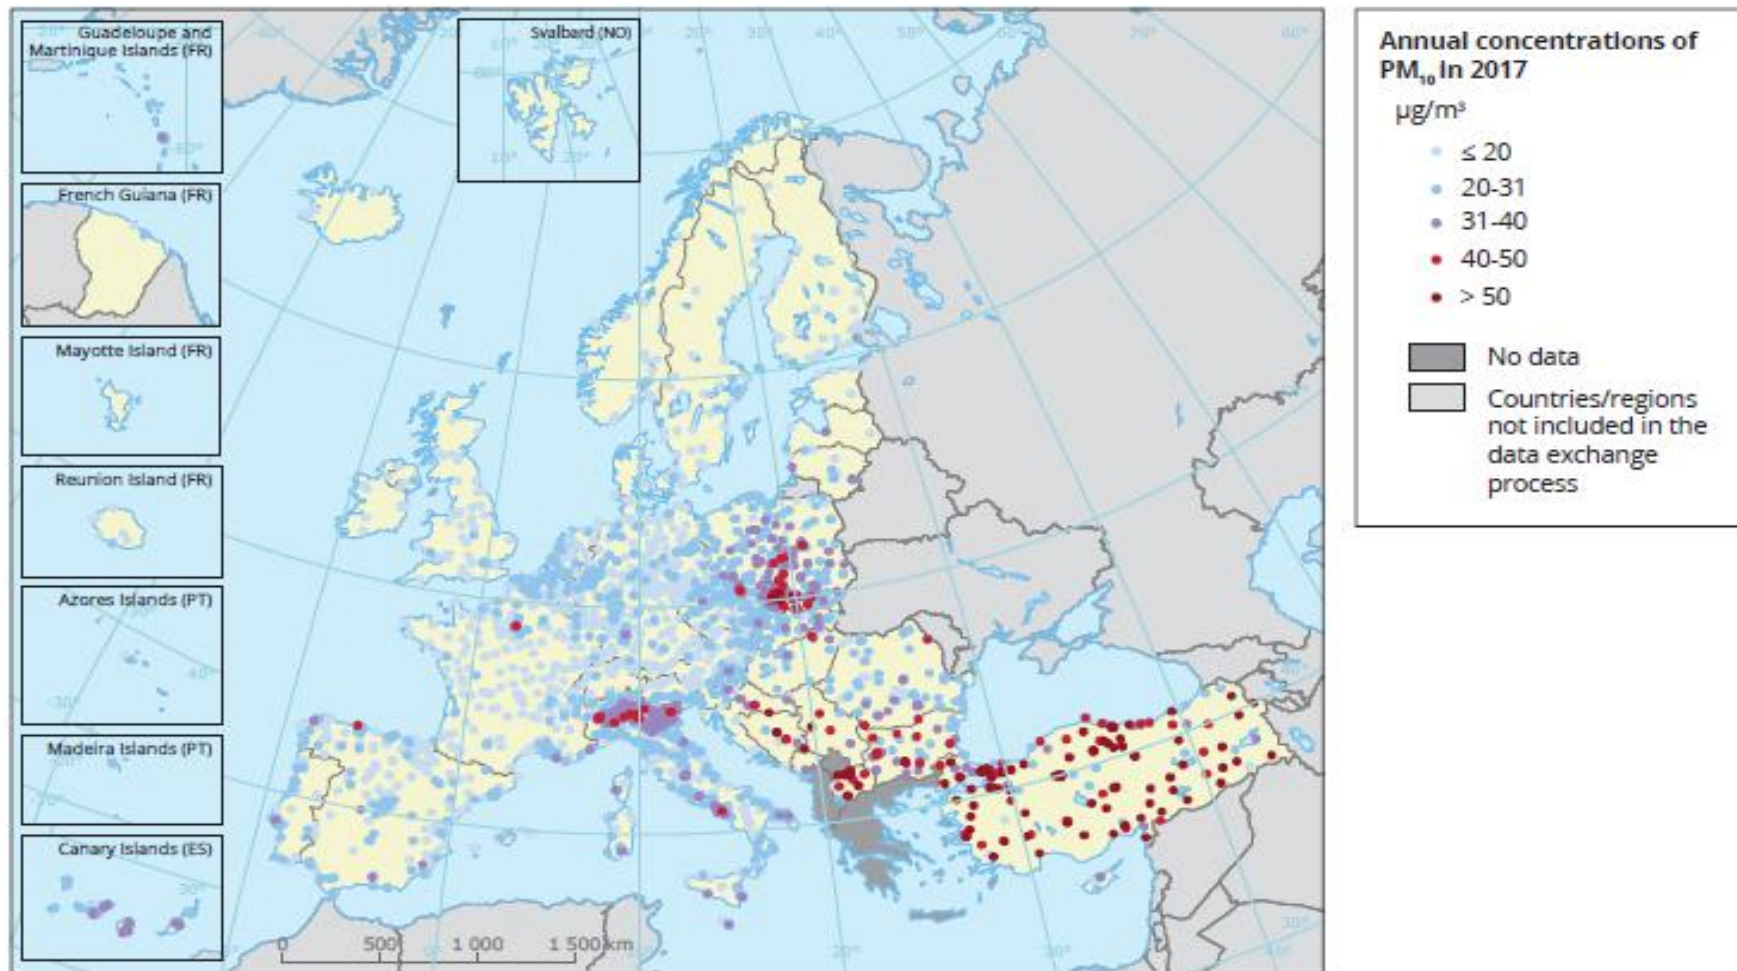 Guadeloupe and
Martinique Islands (FR)
Svalbard (NO)
French Guiana (FR)
Mayotte Island (FR)
Reunion Island (FR)
Azores Islands (PT)
Madeira Islands (PT)
Canary Islands (ES)
0 500 1 000 1 500 km
Annual concentrations of
PM₁₀ in 2017
µg/m³
≤ 20
20-31
31-40
40-50
> 50
No data
Countries/regions
not included in the
data exchange
process